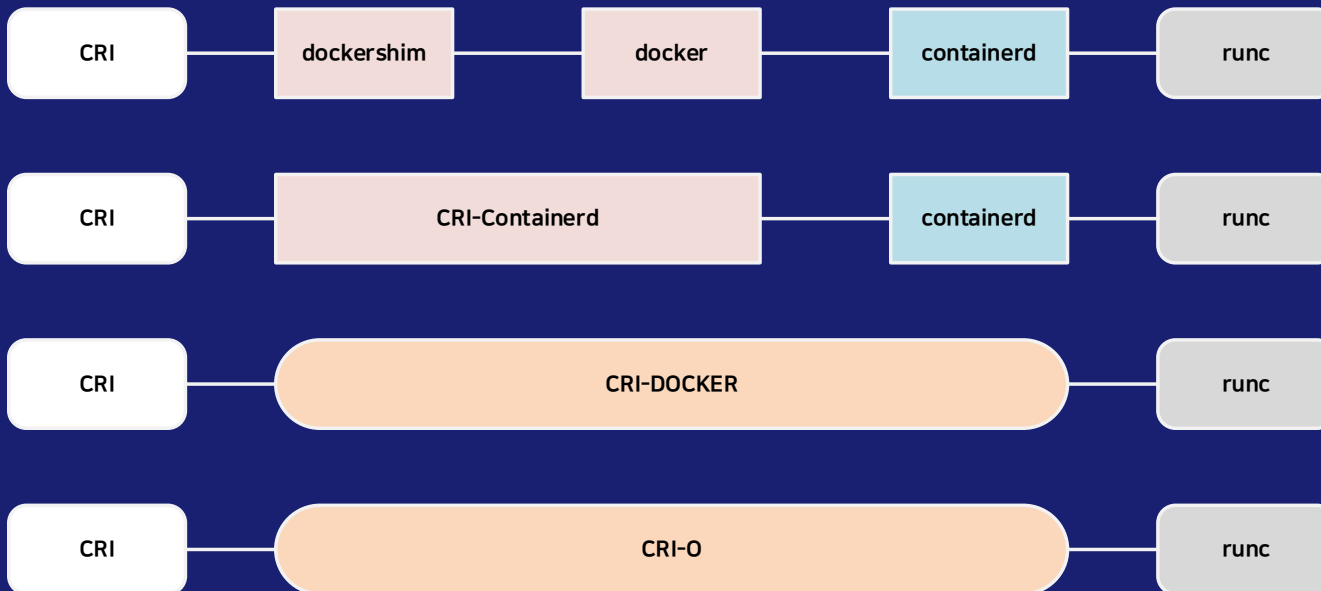 CRI dockershim docker containerd runc
CRI CRI-Containerd containerd runc
CRI CRI-DOCKER runc
CRI CRI-O runc